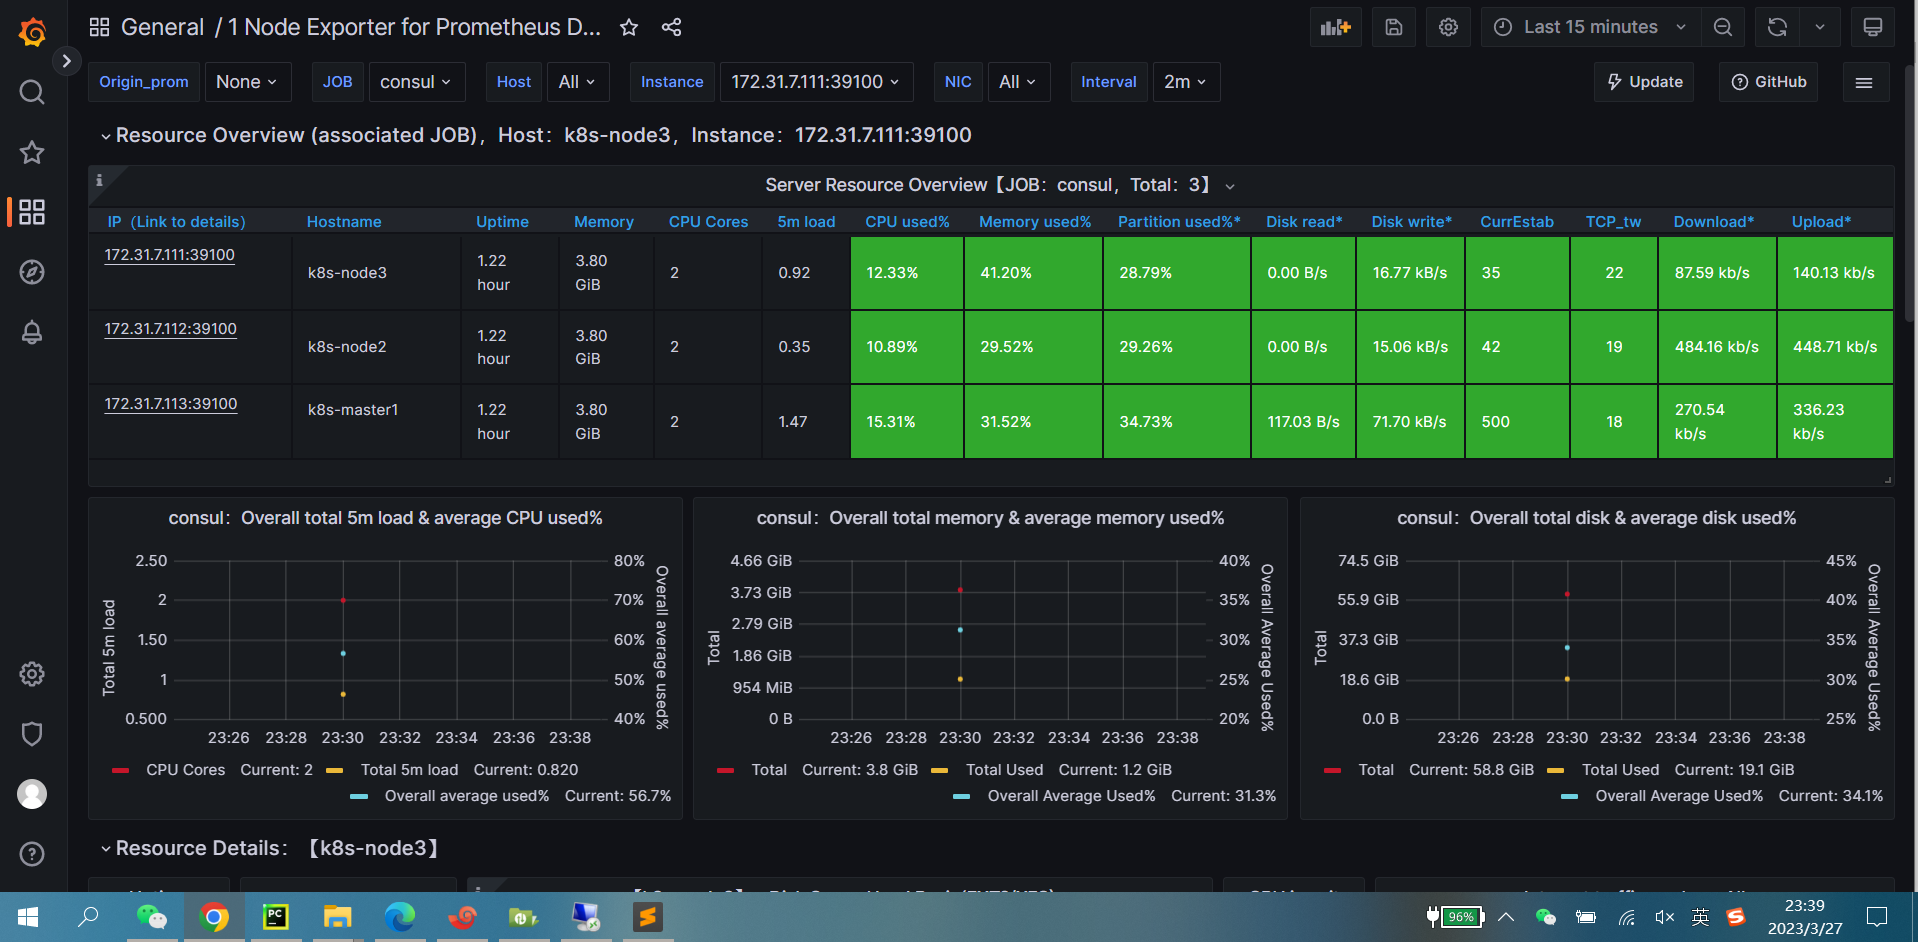 General / 1 Node Exporter for Prometheus D...
Last 15 minutes
Origin_prom None JOB consul Host All Instance 172.31.7.111:39100 NIC All Interval 2m Update GitHub
Resource Overview (associated JOB)，Host：k8s-node3，Instance：172.31.7.111:39100
Server Resource Overview【JOB：consul，Total：3】
IP（Link to details） Hostname Uptime Memory CPU Cores 5m load CPU used% Memory used% Partition used%* Disk read* Disk write* CurrEstab TCP_tw Download* Upload*
172.31.7.111:39100 k8s-node3 1.22 hour 3.80 GiB 2 0.92 12.33% 41.20% 28.79% 0.00 B/s 16.77 kB/s 35 22 87.59 kb/s 140.13 kb/s
172.31.7.112:39100 k8s-node2 1.22 hour 3.80 GiB 2 0.35 10.89% 29.52% 29.26% 0.00 B/s 15.06 kB/s 42 19 484.16 kb/s 448.71 kb/s
172.31.7.113:39100 k8s-master1 1.22 hour 3.80 GiB 2 1.47 15.31% 31.52% 34.73% 117.03 B/s 71.70 kB/s 500 18 270.54 kb/s 336.23 kb/s
consul：Overall total 5m load & average CPU used%
Total 5m load
2.50
2
1.50
1
0.500
80%
70%
60%
50%
40%
Overall average used%
23:26 23:28 23:30 23:32 23:34 23:36 23:38
CPU Cores Current: 2 Total 5m load Current: 0.820
Overall average used% Current: 56.7%
consul：Overall total memory & average memory used%
Total
4.66 GiB
3.73 GiB
2.79 GiB
1.86 GiB
954 MiB
0 B
40%
35%
30%
25%
20%
Overall Average Used%
23:26 23:28 23:30 23:32 23:34 23:36 23:38
Total Current: 3.8 GiB Total Used Current: 1.2 GiB
Overall Average Used% Current: 31.3%
consul：Overall total disk & average disk used%
Total
74.5 GiB
55.9 GiB
37.3 GiB
18.6 GiB
0.0 B
45%
40%
35%
30%
25%
Overall Average Used%
23:26 23:28 23:30 23:32 23:34 23:36 23:38
Total Current: 58.8 GiB Total Used Current: 19.1 GiB
Overall Average Used% Current: 34.1%
Resource Details：【k8s-node3】
PC
96%
英
23:39
2023/3/27